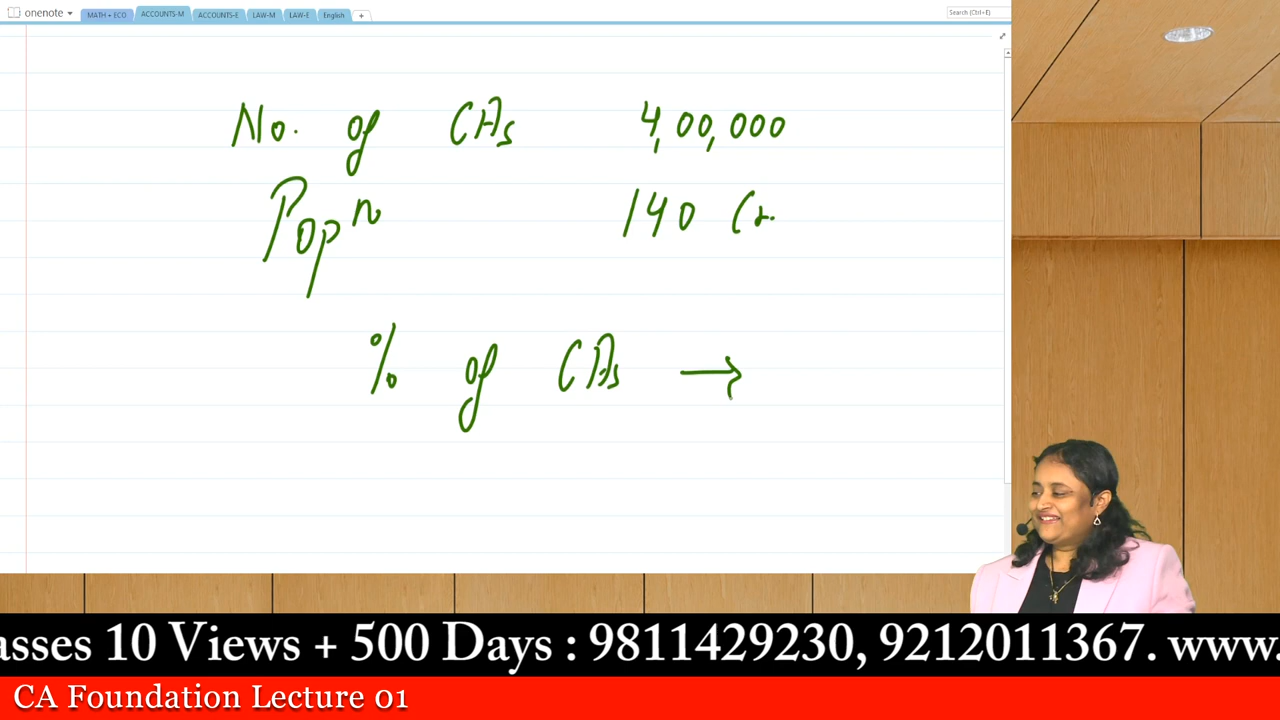 onenote MATH + ECO ACCOUNTS-M ACCOUNTS-E LAW-M LAW-E English + Search (Ctrl+E)
No. of CAs 4,00,000
Popn 140 Cr.
% of CAs →
asses 10 Views + 500 Days : 9811429230, 9212011367. www.
CA Foundation Lecture 01